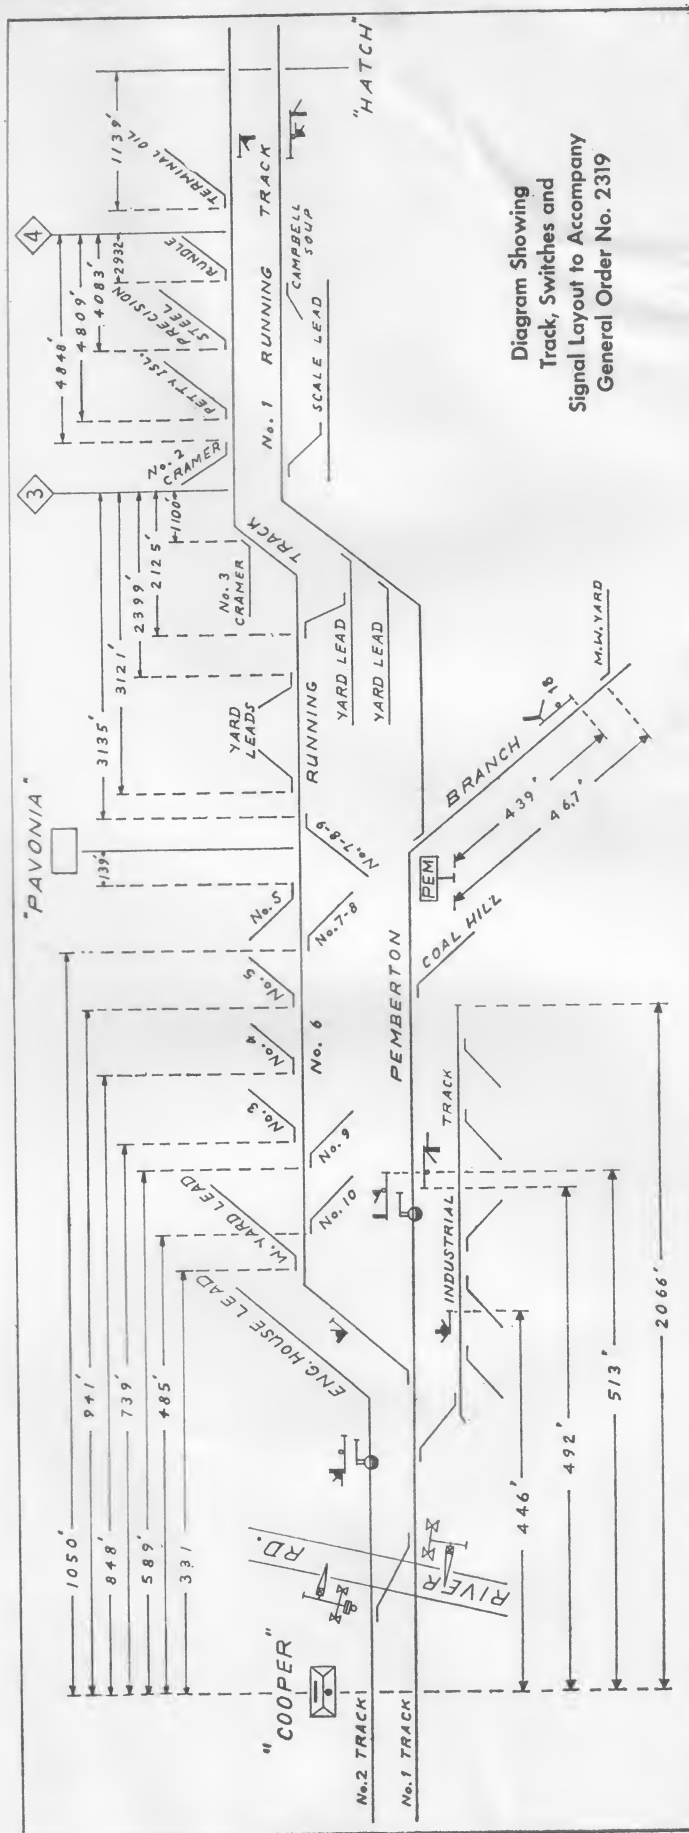 "PAVONIA"
3
4
1139'
TERMINAL OIL
4848'
4809'
4083'
2932
RUNDLE
PRECISION
STEEL
PETTY ISL.
No. 2
CRAMER
"HATCH"
3135'
3121'
2399'
2125'
1100'
No. 3
CRAMER
YARD
LEADS
139'
1050'
941'
848'
739'
589'
485'
331
No. 5
No. 5
No. 4
No. 3
W. YARD LEAD
ENG. HOUSE LEAD
No. 6
RUNNING
TRACK
No. 1 RUNNING TRACK
No. 7-8-9
No. 7-8
No. 9
No. 10
YARD LEAD
YARD LEAD
SCALE LEAD
CAMPBELL
SOUP
"COOPER"
No. 2 TRACK
No. 1 TRACK
RIVER RD.
PEMBERTON
BRANCH
PEM
18
M.W. YARD
439'
467'
COAL HILL
INDUSTRIAL TRACK
446'
492'
513'
2066'
Diagram Showing
Track, Switches and
Signal Layout to Accompany
General Order No. 2319